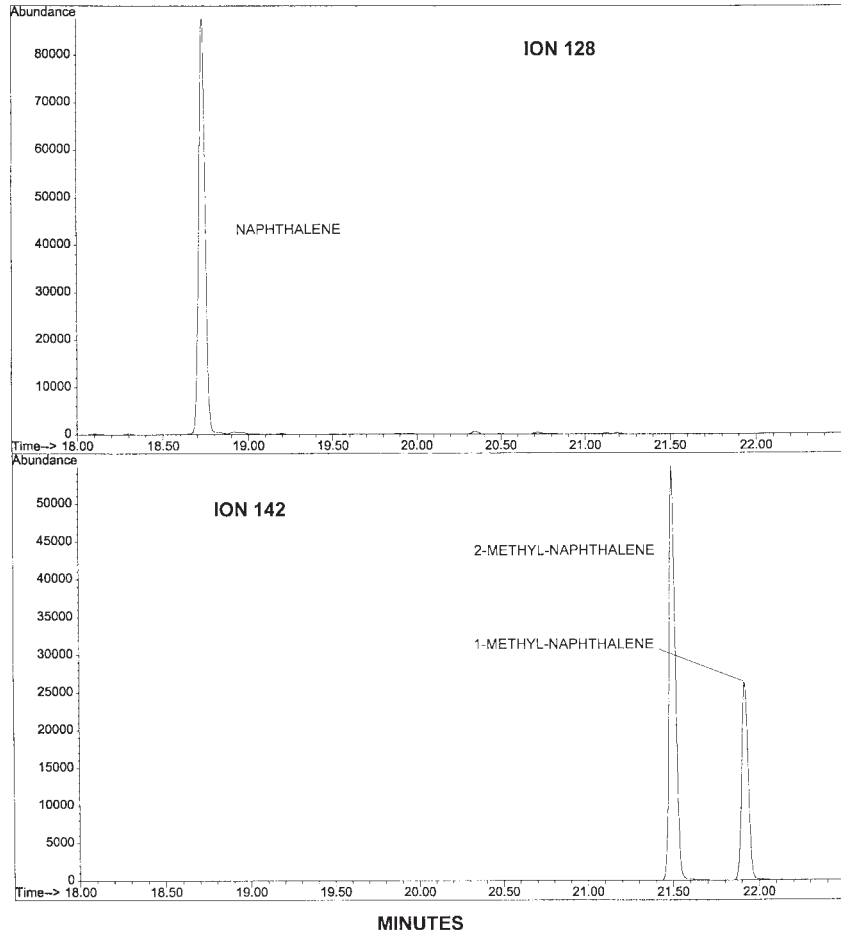 Abundance
ION 128
80000
70000
60000
50000
NAPHTHALENE
40000
30000
20000
10000
0
Time--> 18.00 18.50 19.00 19.50 20.00 20.50 21.00 21.50 22.00
Abundance
ION 142
50000
45000
2-METHYL-NAPHTHALENE
40000
35000
1-METHYL-NAPHTHALENE
30000
25000
20000
15000
10000
5000
0
Time--> 18.00 18.50 19.00 19.50 20.00 20.50 21.00 21.50 22.00
MINUTES